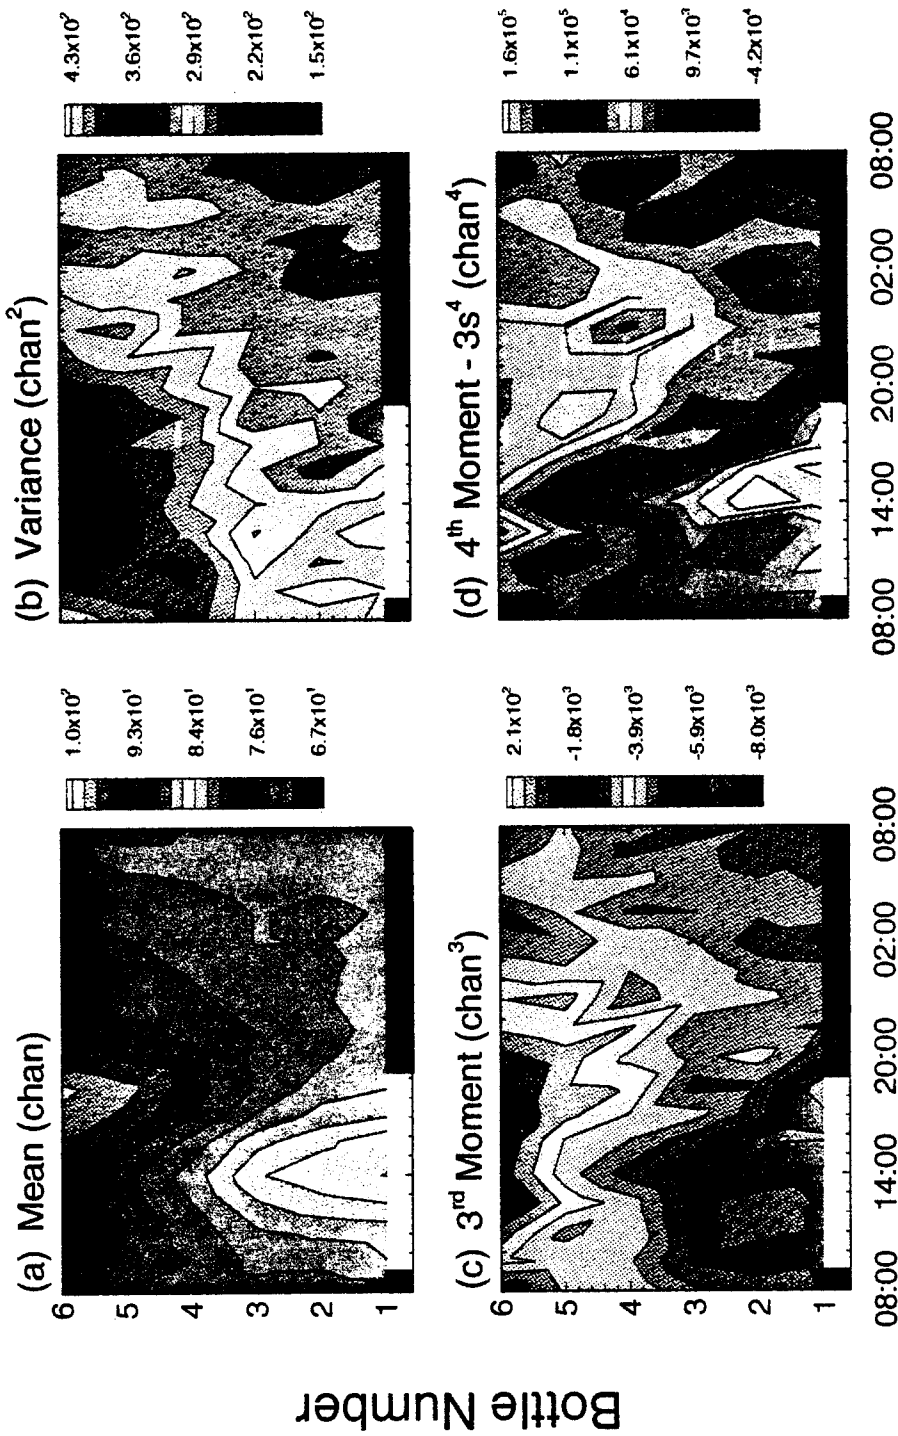 (a) Mean (chan)
1.0x10²
9.3x10¹
8.4x10¹
7.6x10¹
6.7x10¹
6
5
4
3
2
1
(b) Variance (chan²)
4.3x10²
3.6x10²
2.9x10²
2.2x10²
1.5x10²
(c) 3rd Moment (chan³)
2.1x10²
-1.8x10³
-3.9x10³
-5.9x10³
-8.0x10³
6
5
4
3
2
1
08:00
14:00
20:00
02:00
08:00
(d) 4th Moment - 3s⁴ (chan⁴)
1.6x10⁵
1.1x10⁵
6.1x10⁴
9.7x10³
-4.2x10⁴
08:00
14:00
20:00
02:00
08:00
Bottle Number